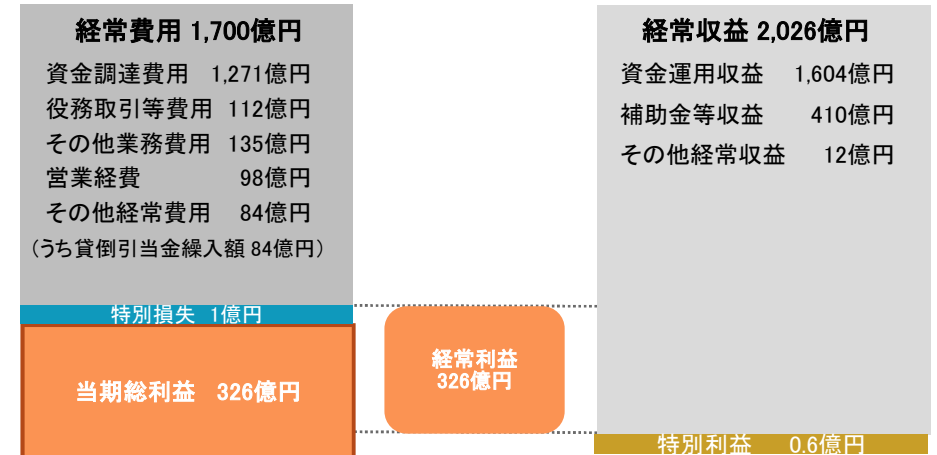 経常費用 1,700億円
資金調達費用 1,271億円
役務取引等費用 112億円
その他業務費用 135億円
営業経費 98億円
その他経常費用 84億円
（うち貸倒引当金繰入額 84億円）
特別損失 1億円
当期総利益 326億円
経常利益
326億円
経常収益 2,026億円
資金運用収益 1,604億円
補助金等収益 410億円
その他経常収益 12億円
特別利益 0.6億円